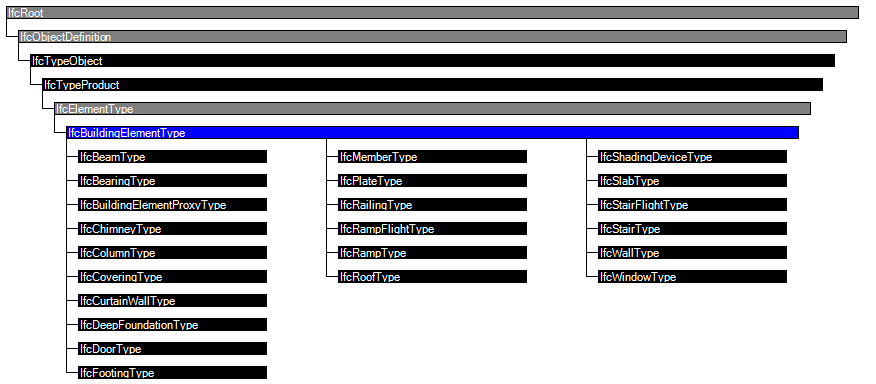 IfcRoot
IfcObjectDefinition
IfcTypeObject
IfcTypeProduct
IfcElementType
IfcBuildingElementType
IfcBeamType
IfcBearingType
IfcBuildingElementProxyType
IfcChimneyType
IfcColumnType
IfcCoveringType
IfcCurtainWallType
IfcDeepFoundationType
IfcDoorType
IfcFootingType
IfcMemberType
IfcPlateType
IfcRailingType
IfcRampFlightType
IfcRampType
IfcRoofType
IfcShadingDeviceType
IfcSlabType
IfcStairFlightType
IfcStairType
IfcWallType
IfcWindowType